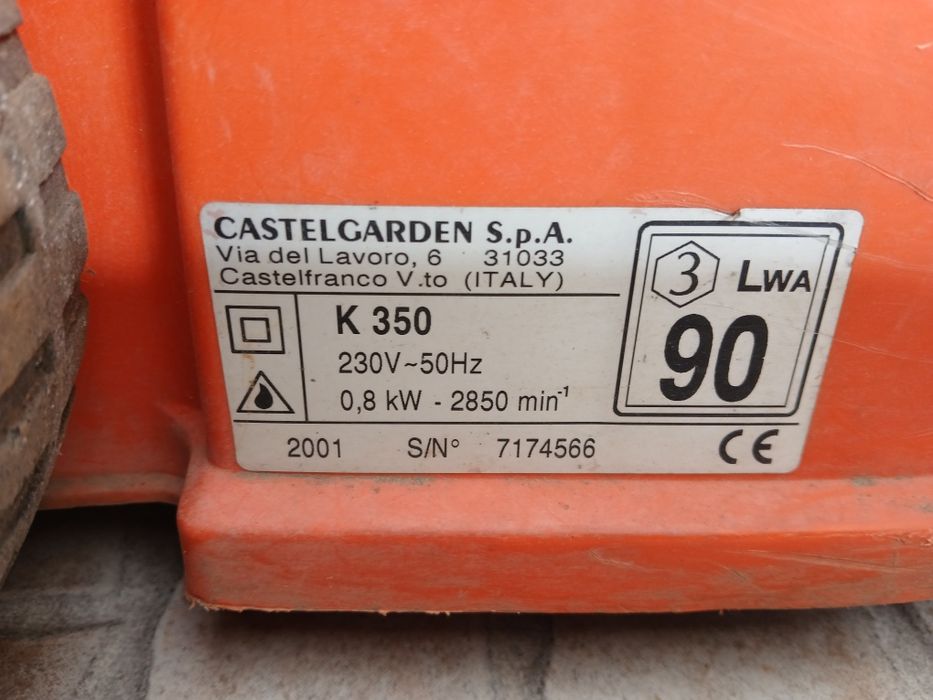 CASTELGARDEN S.p.A.
Via del Lavoro, 6 31033
Castelfranco V.to (ITALY)
3 LWA
90
K 350
230V~50Hz
0,8 kW - 2850 min-1
2001 S/N° 7174566
CE